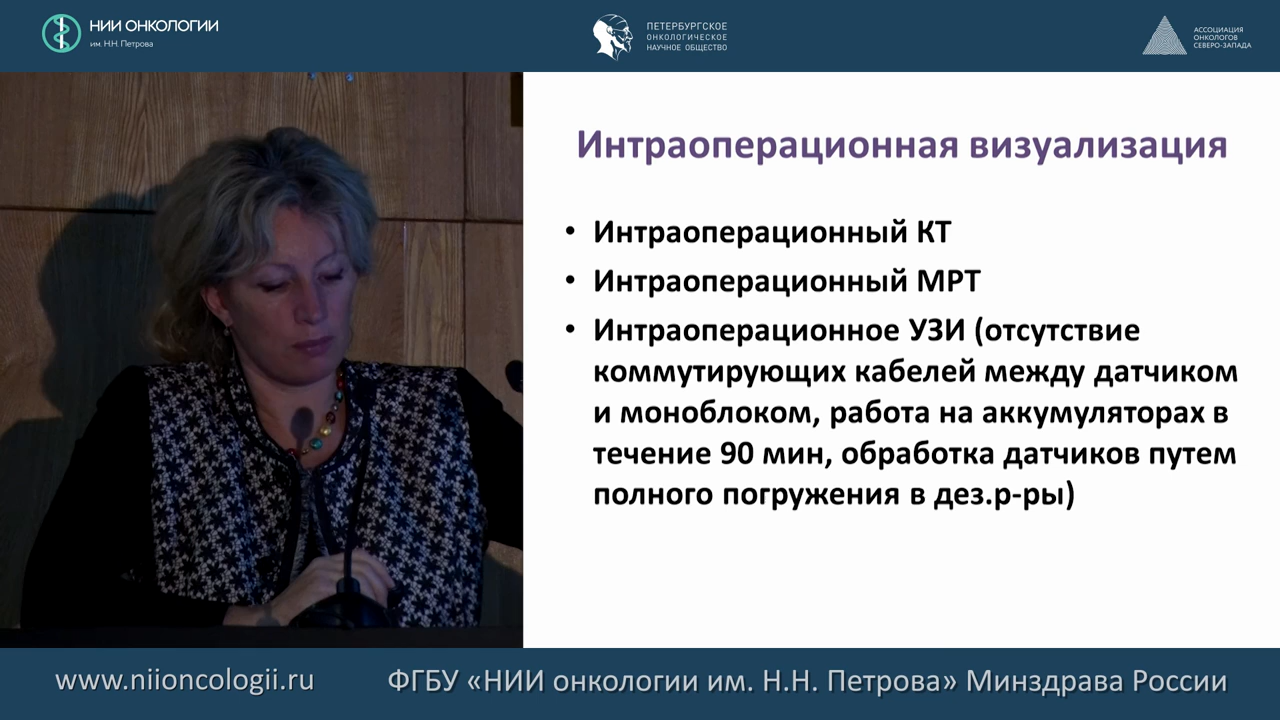 НИИ ОНКОЛОГИИ
им. Н.Н. Петрова
ПЕТЕРБУРГСКОЕ
ОНКОЛОГИЧЕСКОЕ
НАУЧНОЕ ОБЩЕСТВО
АССОЦИАЦИЯ
ОНКОЛОГОВ
СЕВЕРО-ЗАПАДА
Интраоперационная визуализация
• Интраоперационный КТ
• Интраоперационный МРТ
• Интраоперационное УЗИ (отсутствие
коммутирующих кабелей между датчиком
и моноблоком, работа на аккумуляторах в
течение 90 мин, обработка датчиков путем
полного погружения в дез.р-ры)
www.niioncologii.ru
ФГБУ «НИИ онкологии им. Н.Н. Петрова» Минздрава России